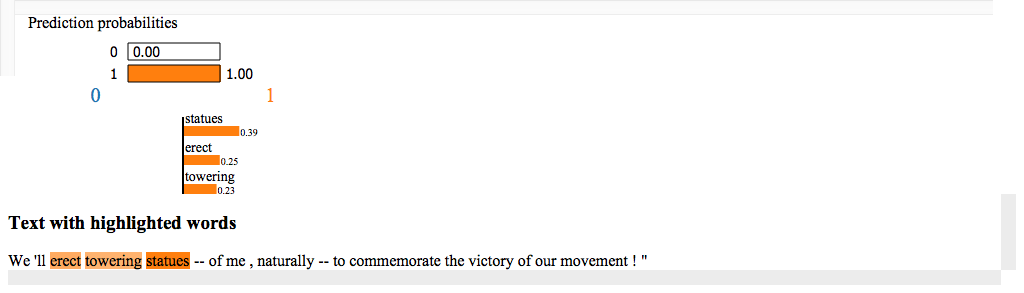 Prediction probabilities
0 0.00
1 1.00
0 1
statues
0.39
erect
0.25
towering
0.23
Text with highlighted words
We 'll erect towering statues -- of me , naturally -- to commemorate the victory of our movement ! "